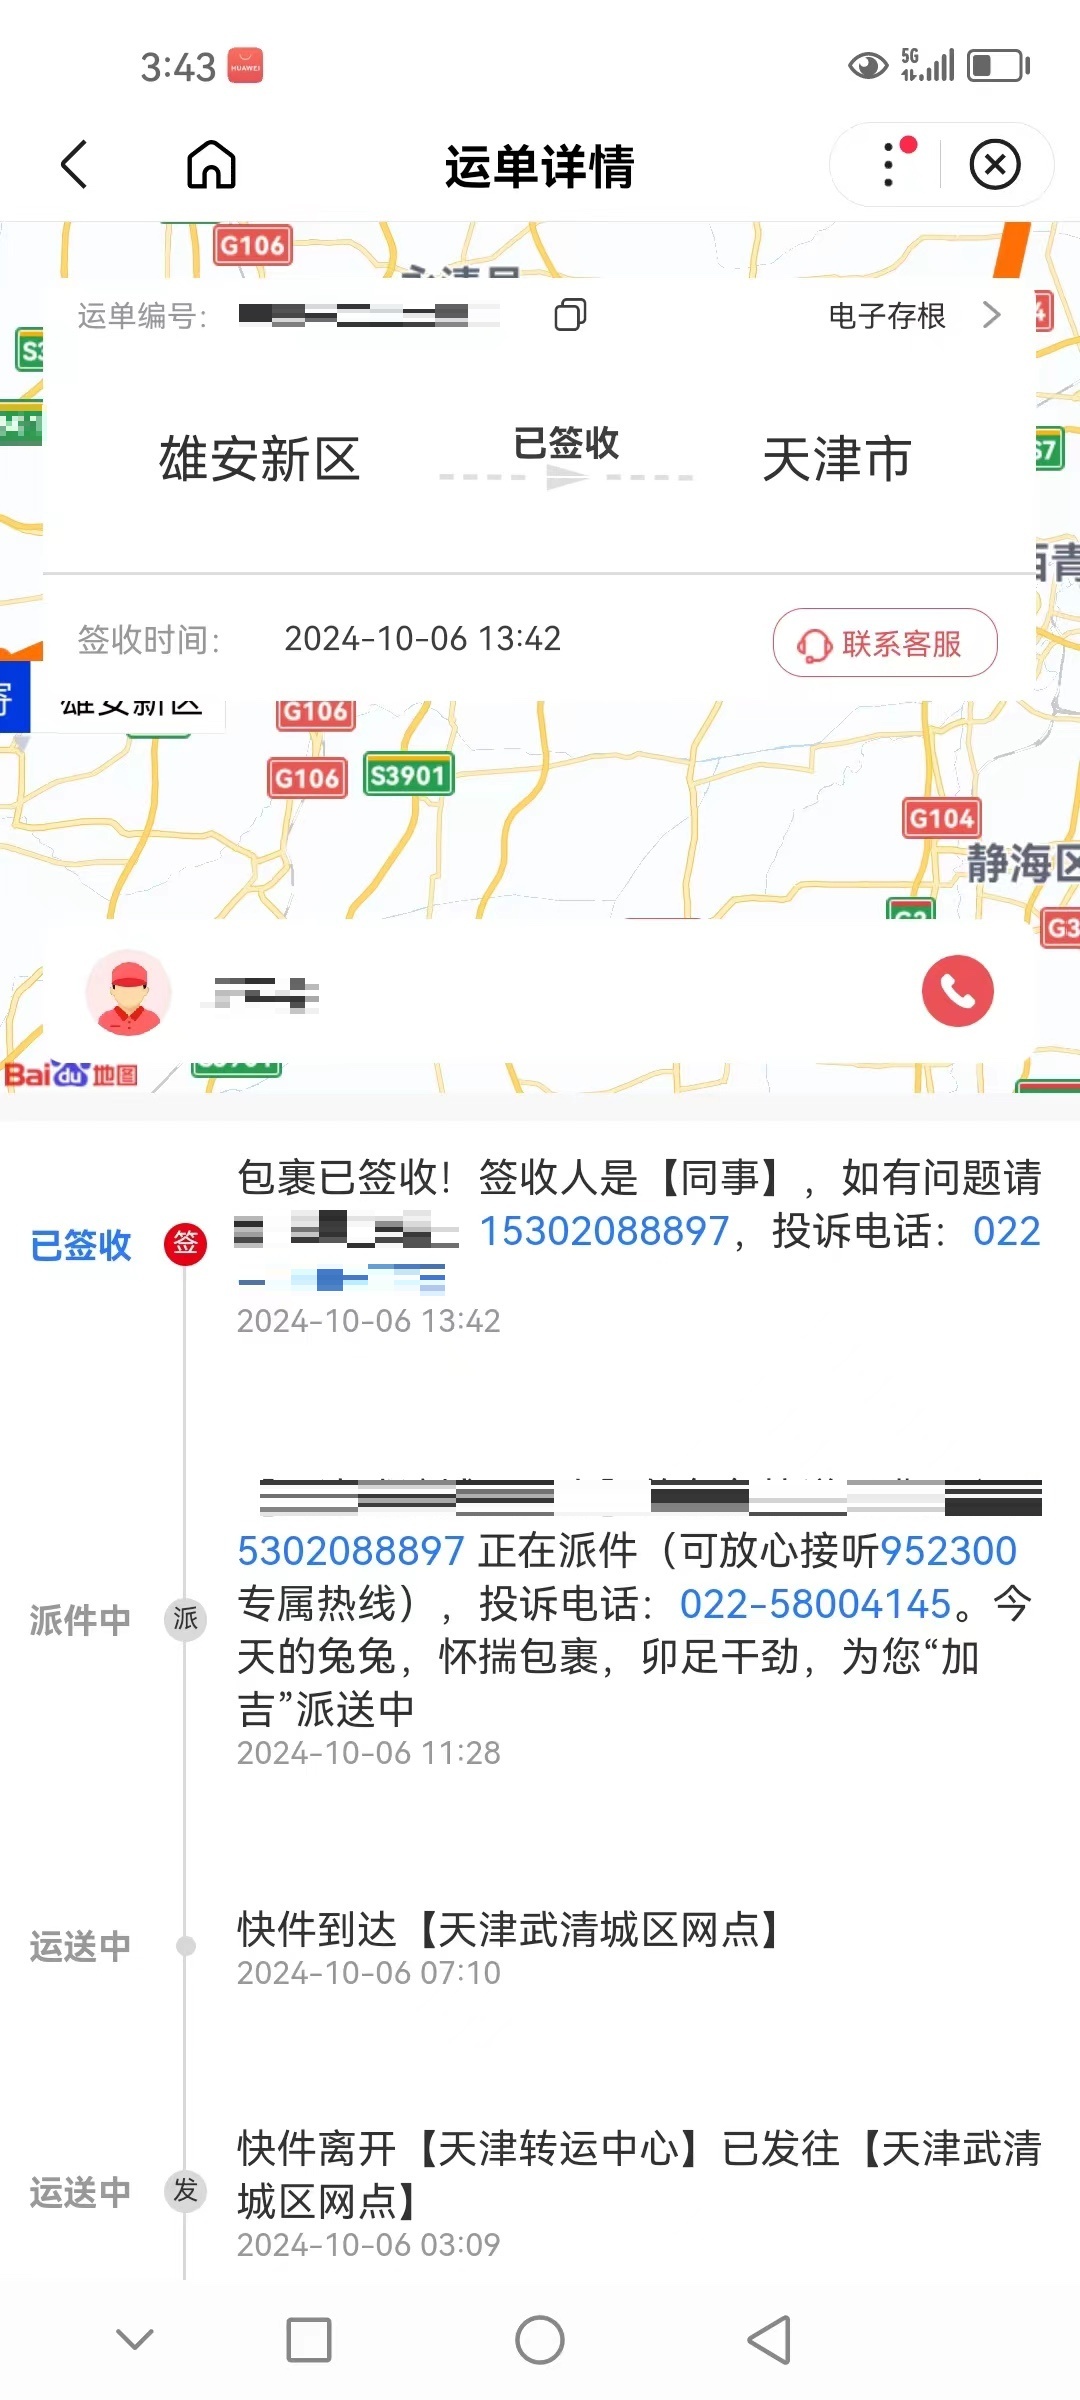 3:43
HUAWEI
5G
运单详情
G106
运单编号:
电子存根
雄安新区
已签收
天津市
S7
签收时间:
2024-10-06 13:42
联系客服
寄
雄安新区
G106
G106
S3901
G104
静海区
G3
Baidu地图
包裹已签收！签收人是【同事】，如有问题请
已签收
签
15302088897，投诉电话：022
2024-10-06 13:42
5302088897 正在派件（可放心接听952300
派件中
派
专属热线），投诉电话：022-58004145。今
天的兔兔，怀揣包裹，卯足干劲，为您“加
吉”派送中
2024-10-06 11:28
运送中
快件到达【天津武清城区网点】
2024-10-06 07:10
运送中
发
快件离开【天津转运中心】已发往【天津武清
城区网点】
2024-10-06 03:09